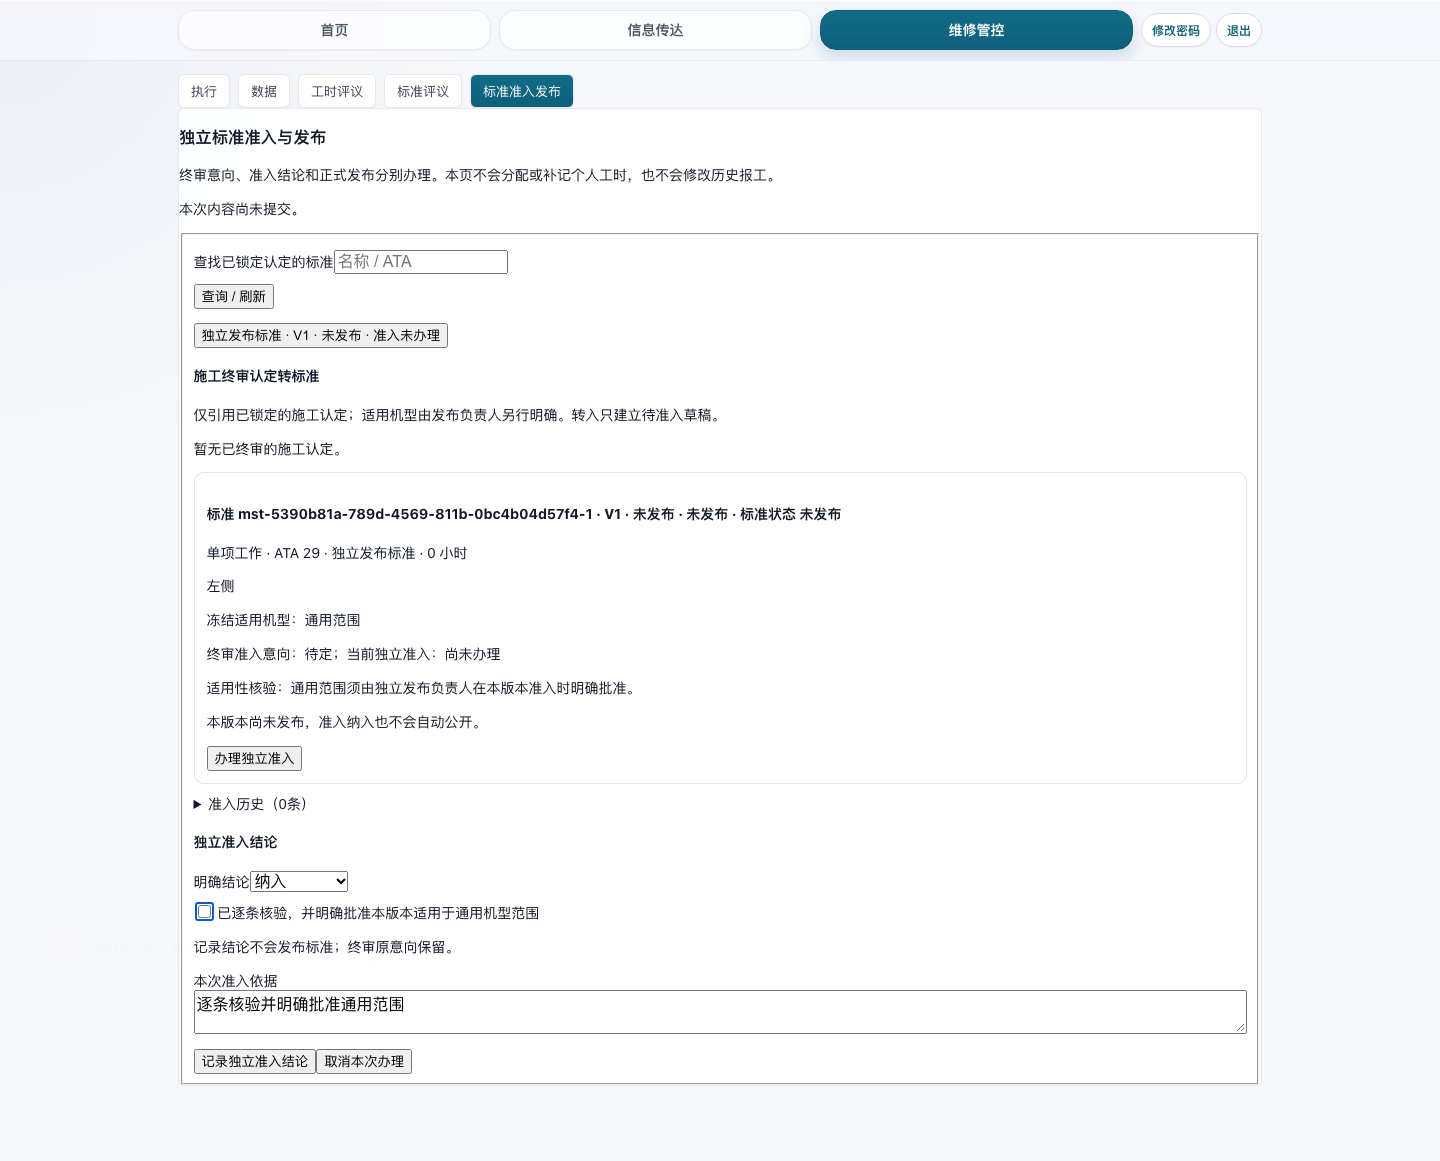 首页
信息传达
维修管控
修改密码
退出
执行
数据
工时评议
标准评议
标准准入发布
独立标准准入与发布
终审意向、准入结论和正式发布分别办理。本页不会分配或补记个人工时，也不会修改历史报工。
本次内容尚未提交。
查找已锁定认定的标准 名称 / ATA
查询 / 刷新
独立发布标准 · V1 · 未发布 · 准入未办理
施工终审认定转标准
仅引用已锁定的施工认定；适用机型由发布负责人另行明确。转入只建立待准入草稿。
暂无已终审的施工认定。
标准 mst-5390b81a-789d-4569-811b-0bc4b04d57f4-1 · V1 · 未发布 · 未发布 · 标准状态 未发布
单项工作 · ATA 29 · 独立发布标准 · 0 小时
左侧
冻结适用机型：通用范围
终审准入意向：待定；当前独立准入：尚未办理
适用性核验：通用范围须由独立发布负责人在本版本准入时明确批准。
本版本尚未发布，准入纳入也不会自动公开。
办理独立准入
准入历史（0条）
独立准入结论
明确结论 纳入
已逐条核验，并明确批准本版本适用于通用机型范围
记录结论不会发布标准；终审原意向保留。
本次准入依据
逐条核验并明确批准通用范围
记录独立准入结论 取消本次办理